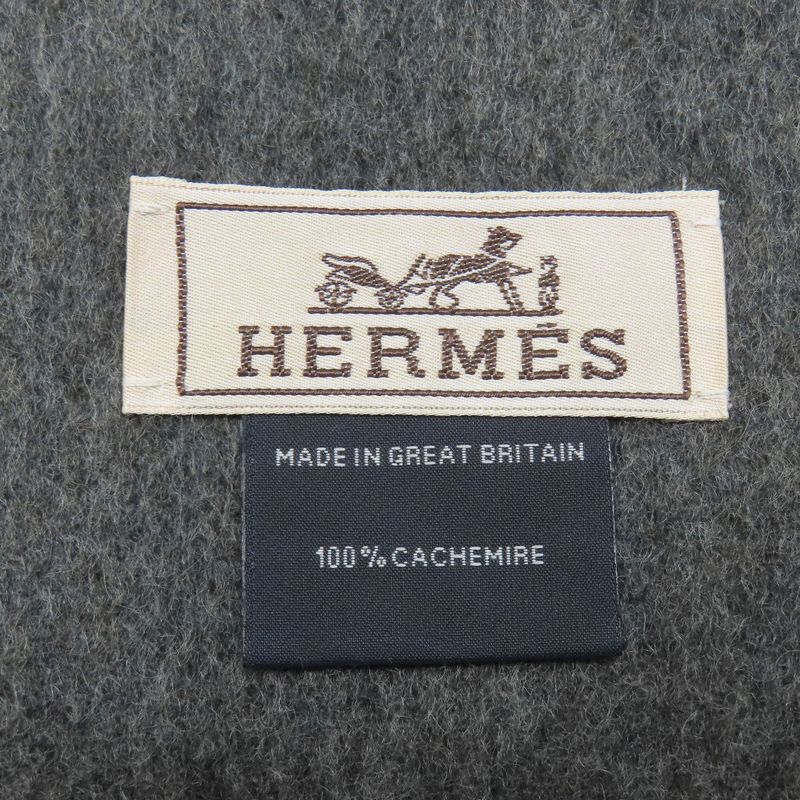 HERMÈS
MADE IN GREAT BRITAIN
100% CACHEMIRE